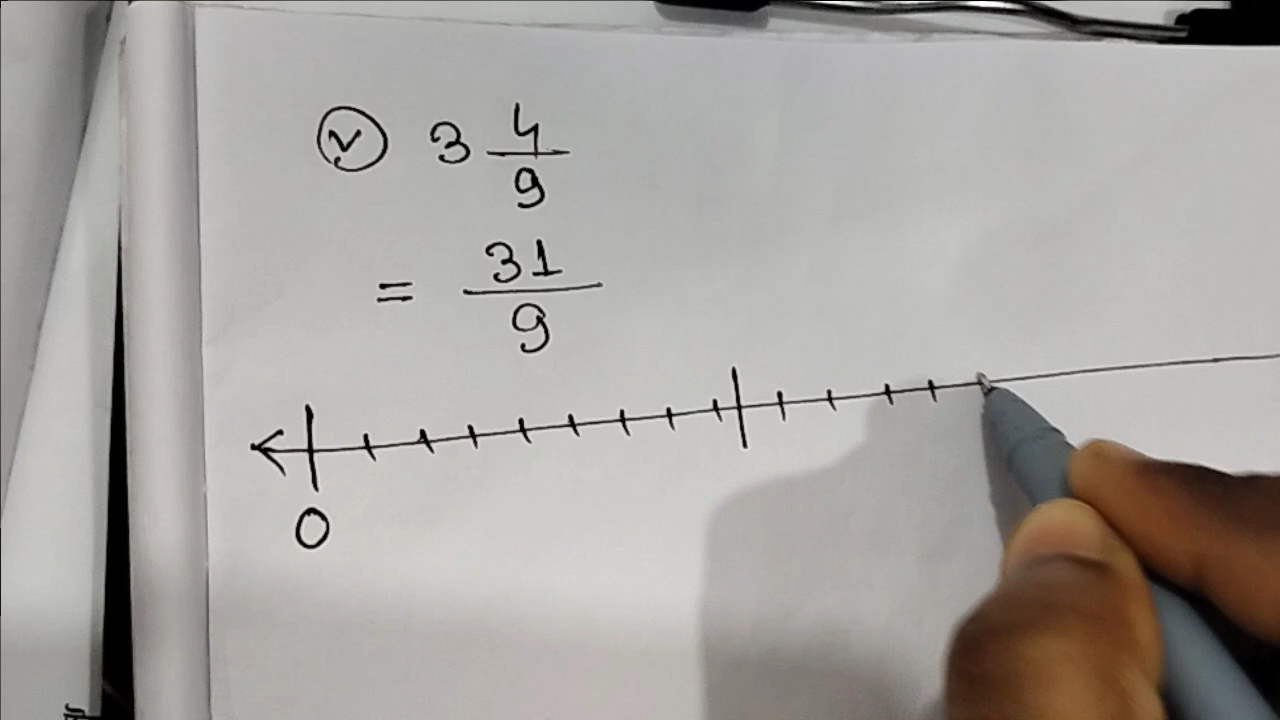 (v) 3 4/9
= 31/9
0